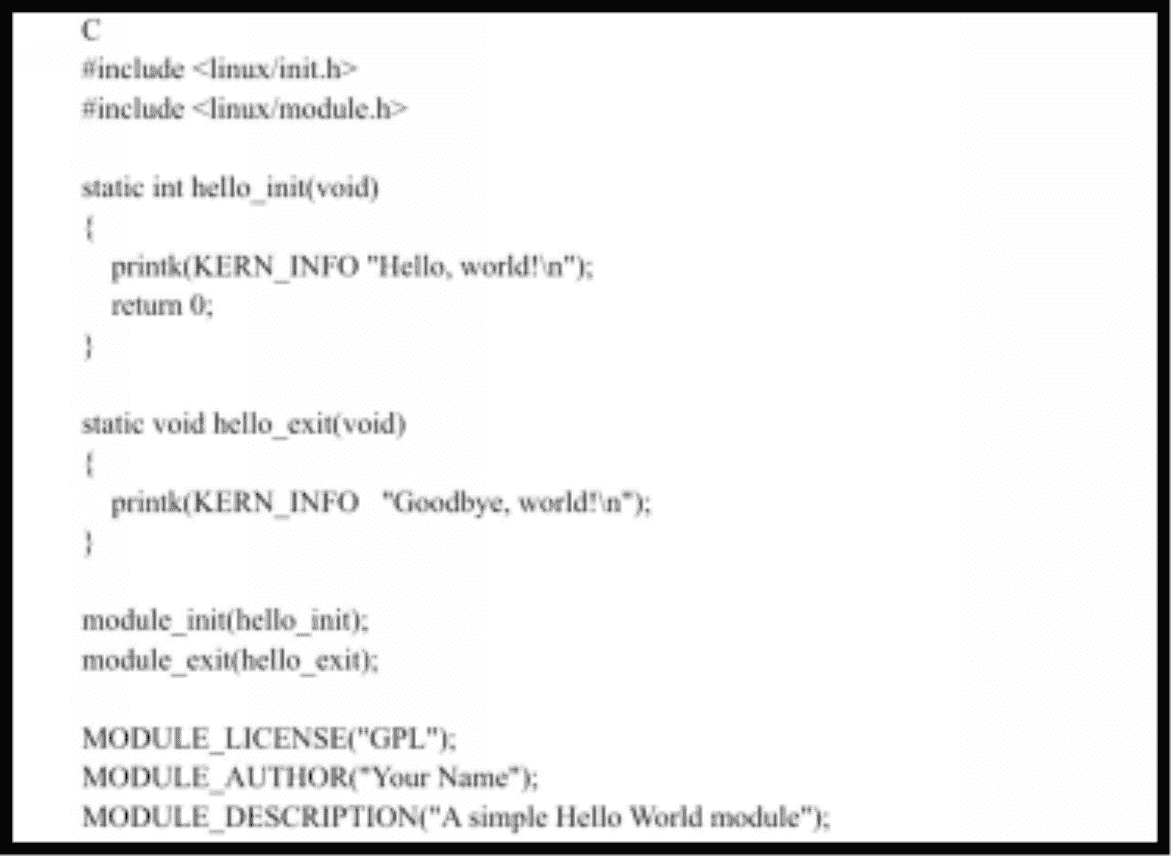 C
#include <linux/init.h>
#include <linux/module.h>
static int hello_init(void)
{
printk(KERN_INFO "Hello, world!\n");
return 0;
}
static void hello_exit(void)
{
printk(KERN_INFO "Goodbye, world!\n");
}
module_init(hello_init);
module_exit(hello_exit);
MODULE_LICENSE("GPL");
MODULE_AUTHOR("Your Name");
MODULE_DESCRIPTION("A simple Hello World module");